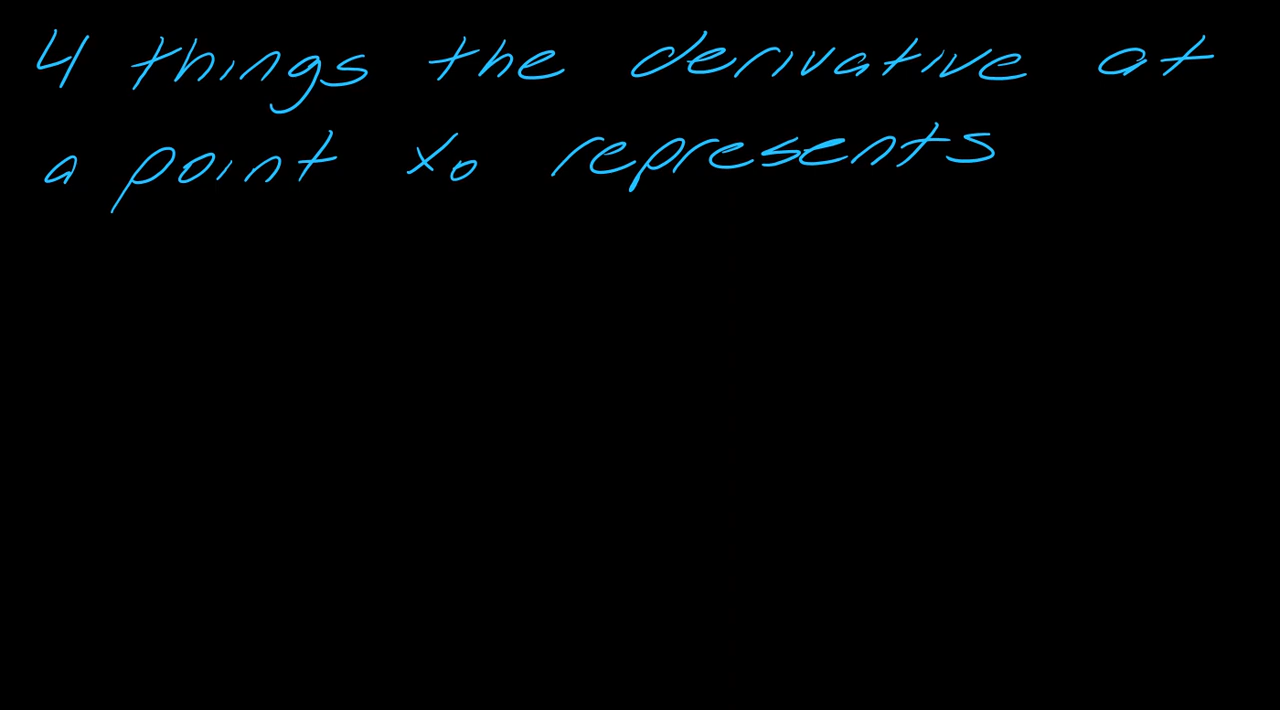 4 things the derivative at
a point x₀ represents